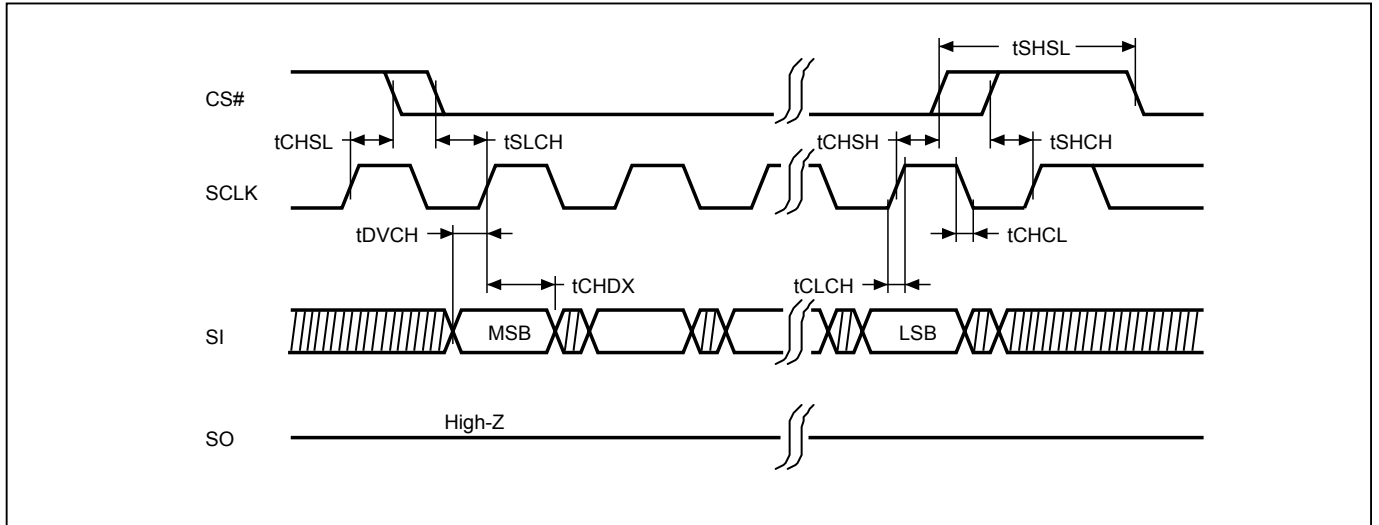 tSHSL
CS#
tCHSL
tSLCH
tCHSH
tSHCH
SCLK
tDVCH
tCHCL
tCHDX
tCLCH
SI
MSB
LSB
High-Z
SO